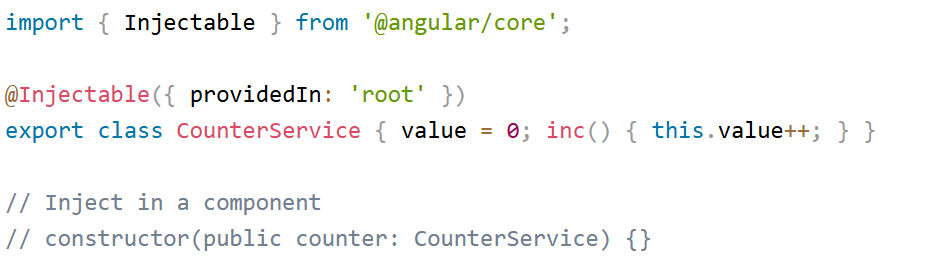 import { Injectable } from '@angular/core';
@Injectable({ providedIn: 'root' })
export class CounterService { value = 0; inc() { this.value++; } }
// Inject in a component
// constructor(public counter: CounterService) {}